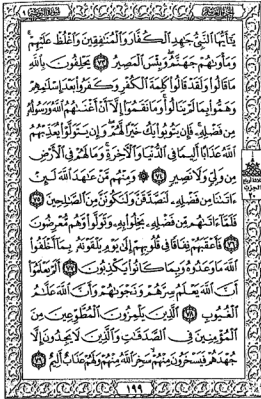 يَٰٓأَيُّهَا ٱلنَّبِىُّ جَٰهِدِ ٱلْكُفَّارَ وَٱلْمُنَٰفِقِينَ وَٱغْلُظْ عَلَيْهِمْ
وَمَأْوَىٰهُمْ جَهَنَّمُ وَبِئْسَ ٱلْمَصِيرُ ٧٣ يَحْلِفُونَ بِٱللَّهِ
مَا قَالُوا۟ وَلَقَدْ قَالُوا۟ كَلِمَةَ ٱلْكُفْرِ وَكَفَرُوا۟ بَعْدَ إِسْلَٰمِهِمْ
وَهَمُّوا۟ بِمَا لَمْ يَنَالُوا۟ وَمَا نَقَمُوٓا۟ إِلَّآ أَنْ أَغْنَىٰهُمُ ٱللَّهُ وَرَسُولُهُۥ
مِن فَضْلِهِۦ فَإِن يَتُوبُوا۟ يَكُ خَيْرًا لَّهُمْ وَإِن يَتَوَلَّوْا۟ يُعَذِّبْهُمُ
ٱللَّهُ عَذَابًا أَلِيمًا فِى ٱلدُّنْيَا وَٱلْءَاخِرَةِ وَمَا لَهُمْ فِى ٱلْأَرْضِ
مِن وَلِىٍّ وَلَا نَصِيرٍ ٧٤ وَمِنْهُم مَّنْ عَٰهَدَ ٱللَّهَ لَئِنْ
ءَاتَىٰنَا مِن فَضْلِهِۦ لَنَصَّدَّقَنَّ وَلَنَكُونَنَّ مِنَ ٱلصَّٰلِحِينَ ٧٥
فَلَمَّآ ءَاتَىٰهُم مِّن فَضْلِهِۦ بَخِلُوا۟ بِهِۦ وَتَوَلَّوا۟ وَّهُم مُّعْرِضُونَ
٧٦ فَأَعْقَبَهُمْ نِفَاقًا فِى قُلُوبِهِمْ إِلَىٰ يَوْمِ يَلْقَوْنَهُۥ بِمَآ أَخْلَفُوا۟
ٱللَّهَ مَا وَعَدُوهُ وَبِمَا كَانُوا۟ يَكْذِبُونَ ٧٧ أَلَمْ يَعْلَمُوٓا۟
أَنَّ ٱللَّهَ يَعْلَمُ سِرَّهُمْ وَنَجْوَىٰهُمْ وَأَنَّ ٱللَّهَ عَلَّٰمُ
ٱلْغُيُوبِ ٧٨ ٱلَّذِينَ يَلْمِزُونَ ٱلْمُطَّوِّعِينَ مِنَ
ٱلْمُؤْمِنِينَ فِى ٱلصَّدَقَٰتِ وَٱلَّذِينَ لَا يَجِدُونَ إِلَّا
جُهْدَهُمْ فَيَسْخَرُونَ مِنْهُمْ سَخِرَ ٱللَّهُ مِنْهُمْ وَلَهُمْ عَذَابٌ أَلِيمٌ ٧٩
١٩٩